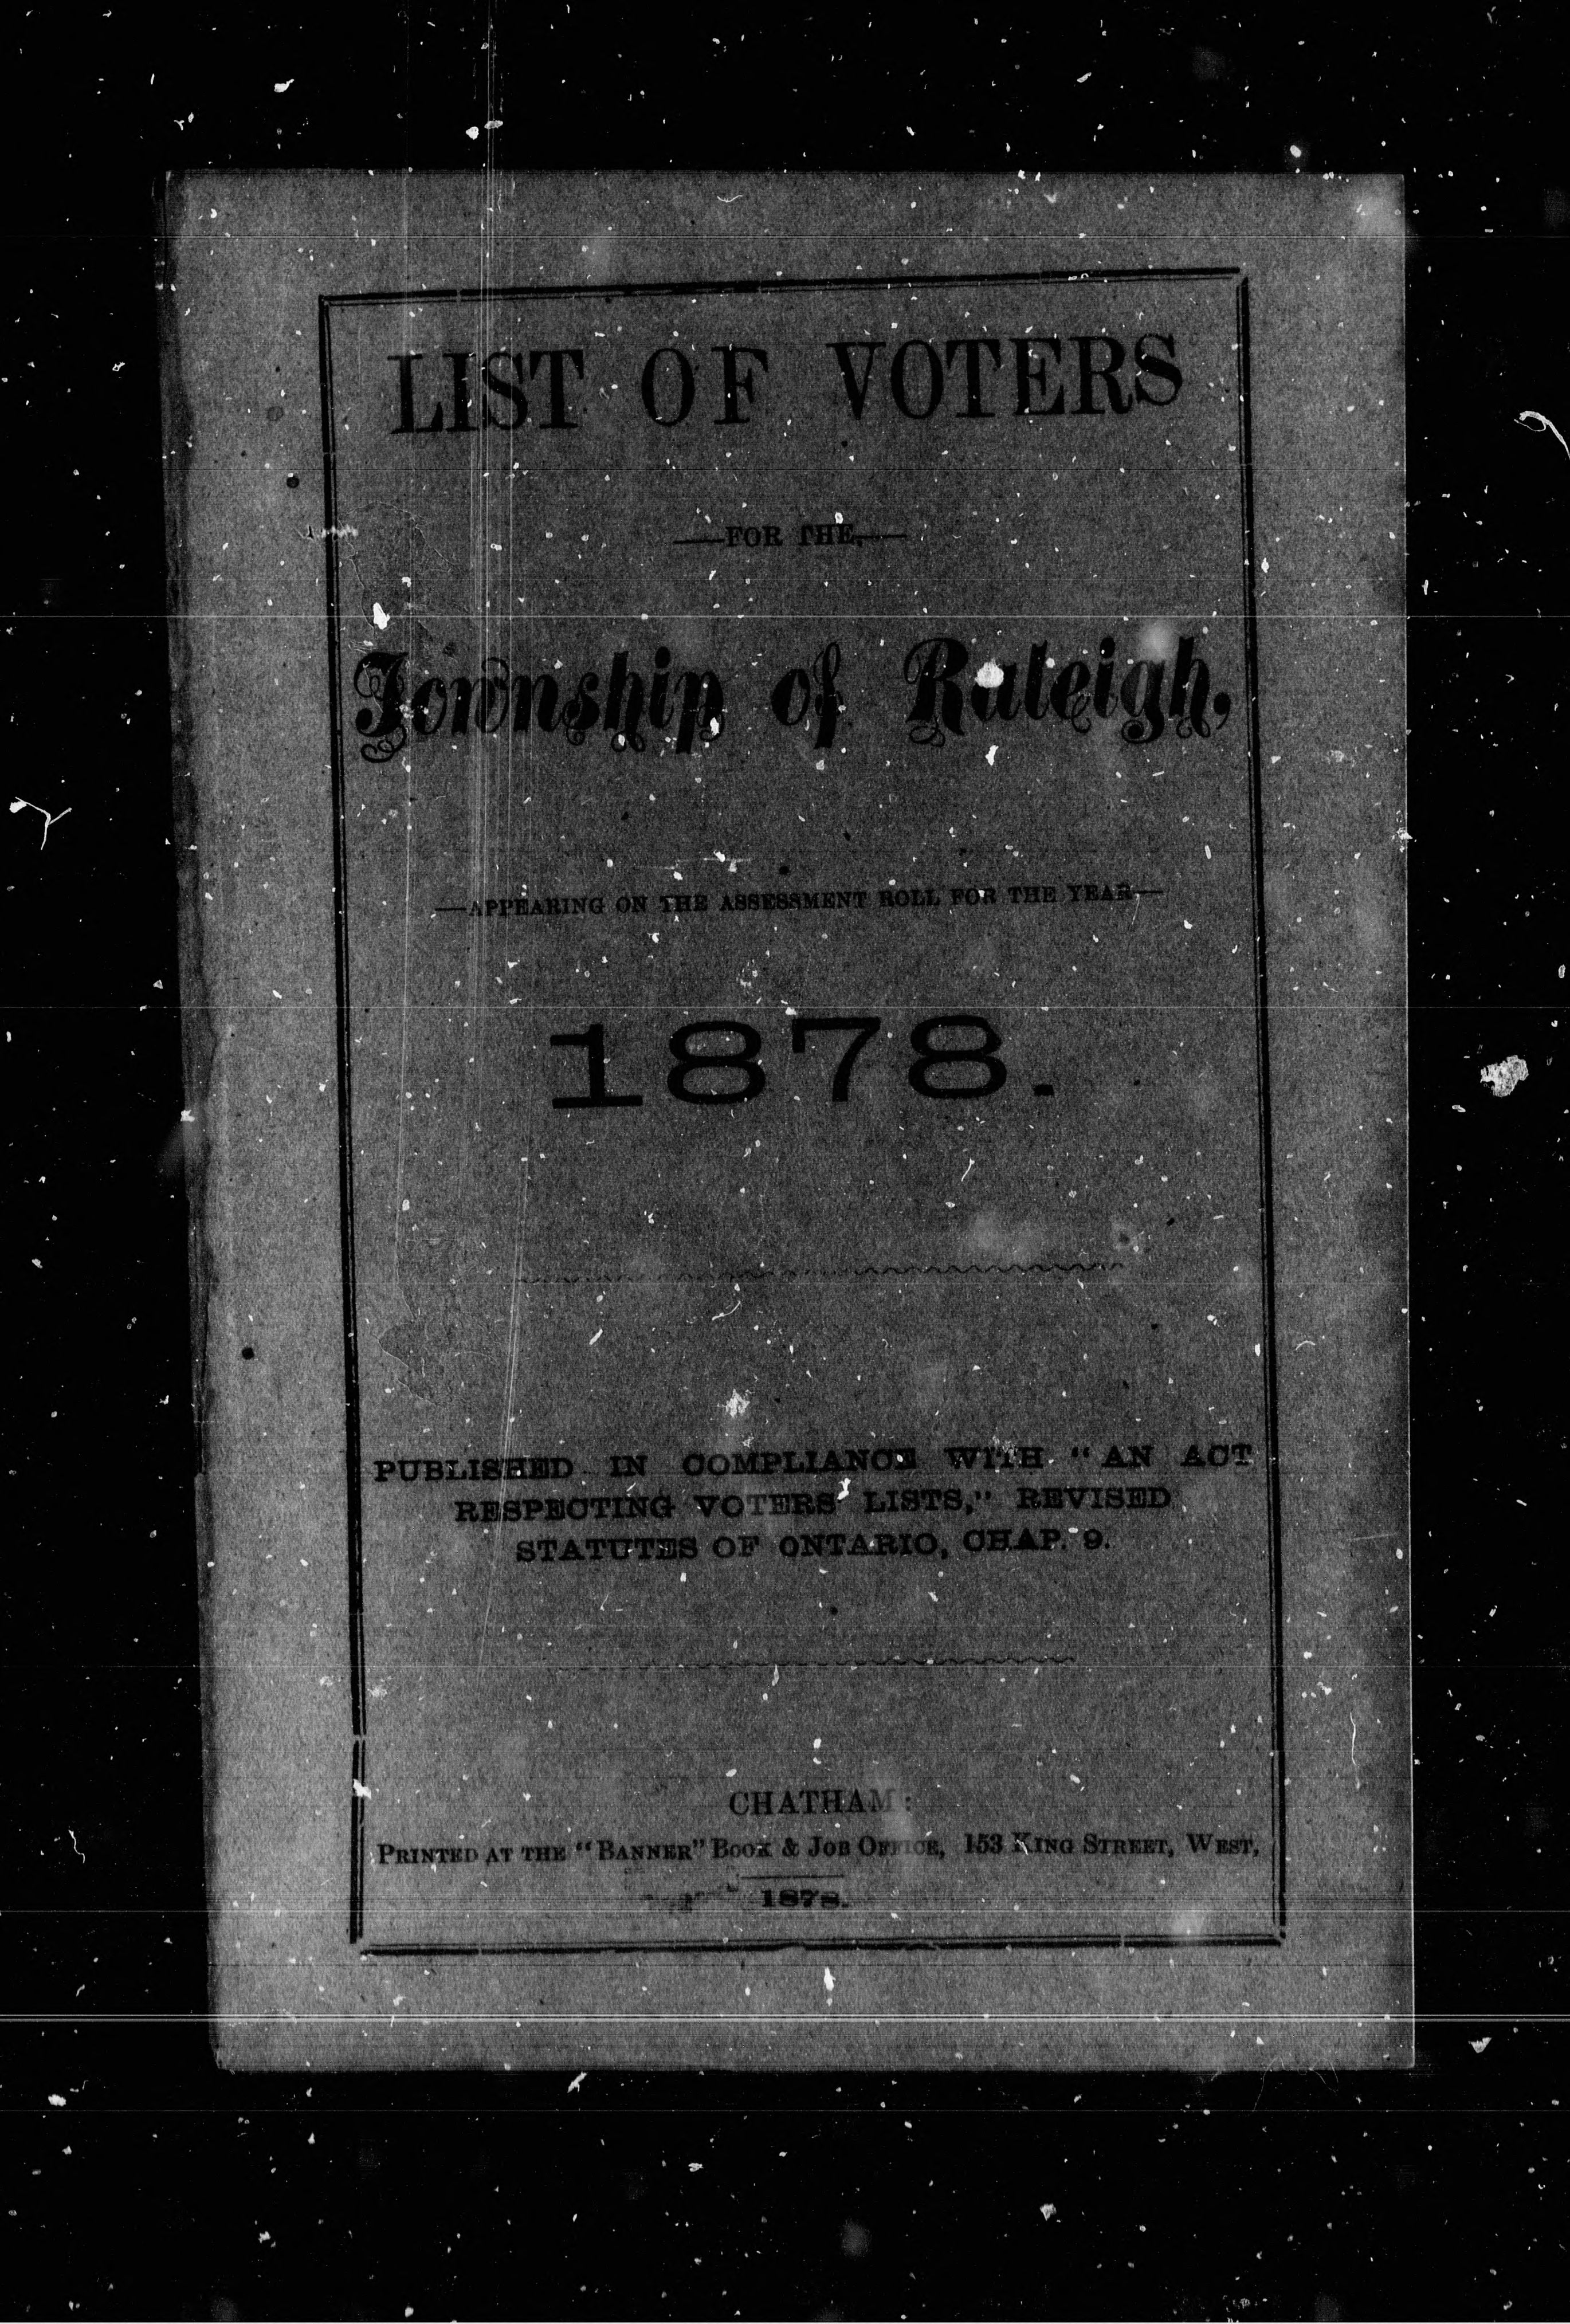 LIST OF VOTERS
—FOR THE—
Township of Raleigh,
—APPEARING ON THE ASSESSMENT ROLL FOR THE YEAR—
1878.
PUBLISHED IN COMPLIANCE WITH "AN ACT
RESPECTING VOTERS' LISTS," REVISED
STATUTES OF ONTARIO, CHAP. 9.
CHATHAM:
PRINTED AT THE "BANNER" BOOK & JOB OFFICE, 153 KING STREET, WEST,
1878.